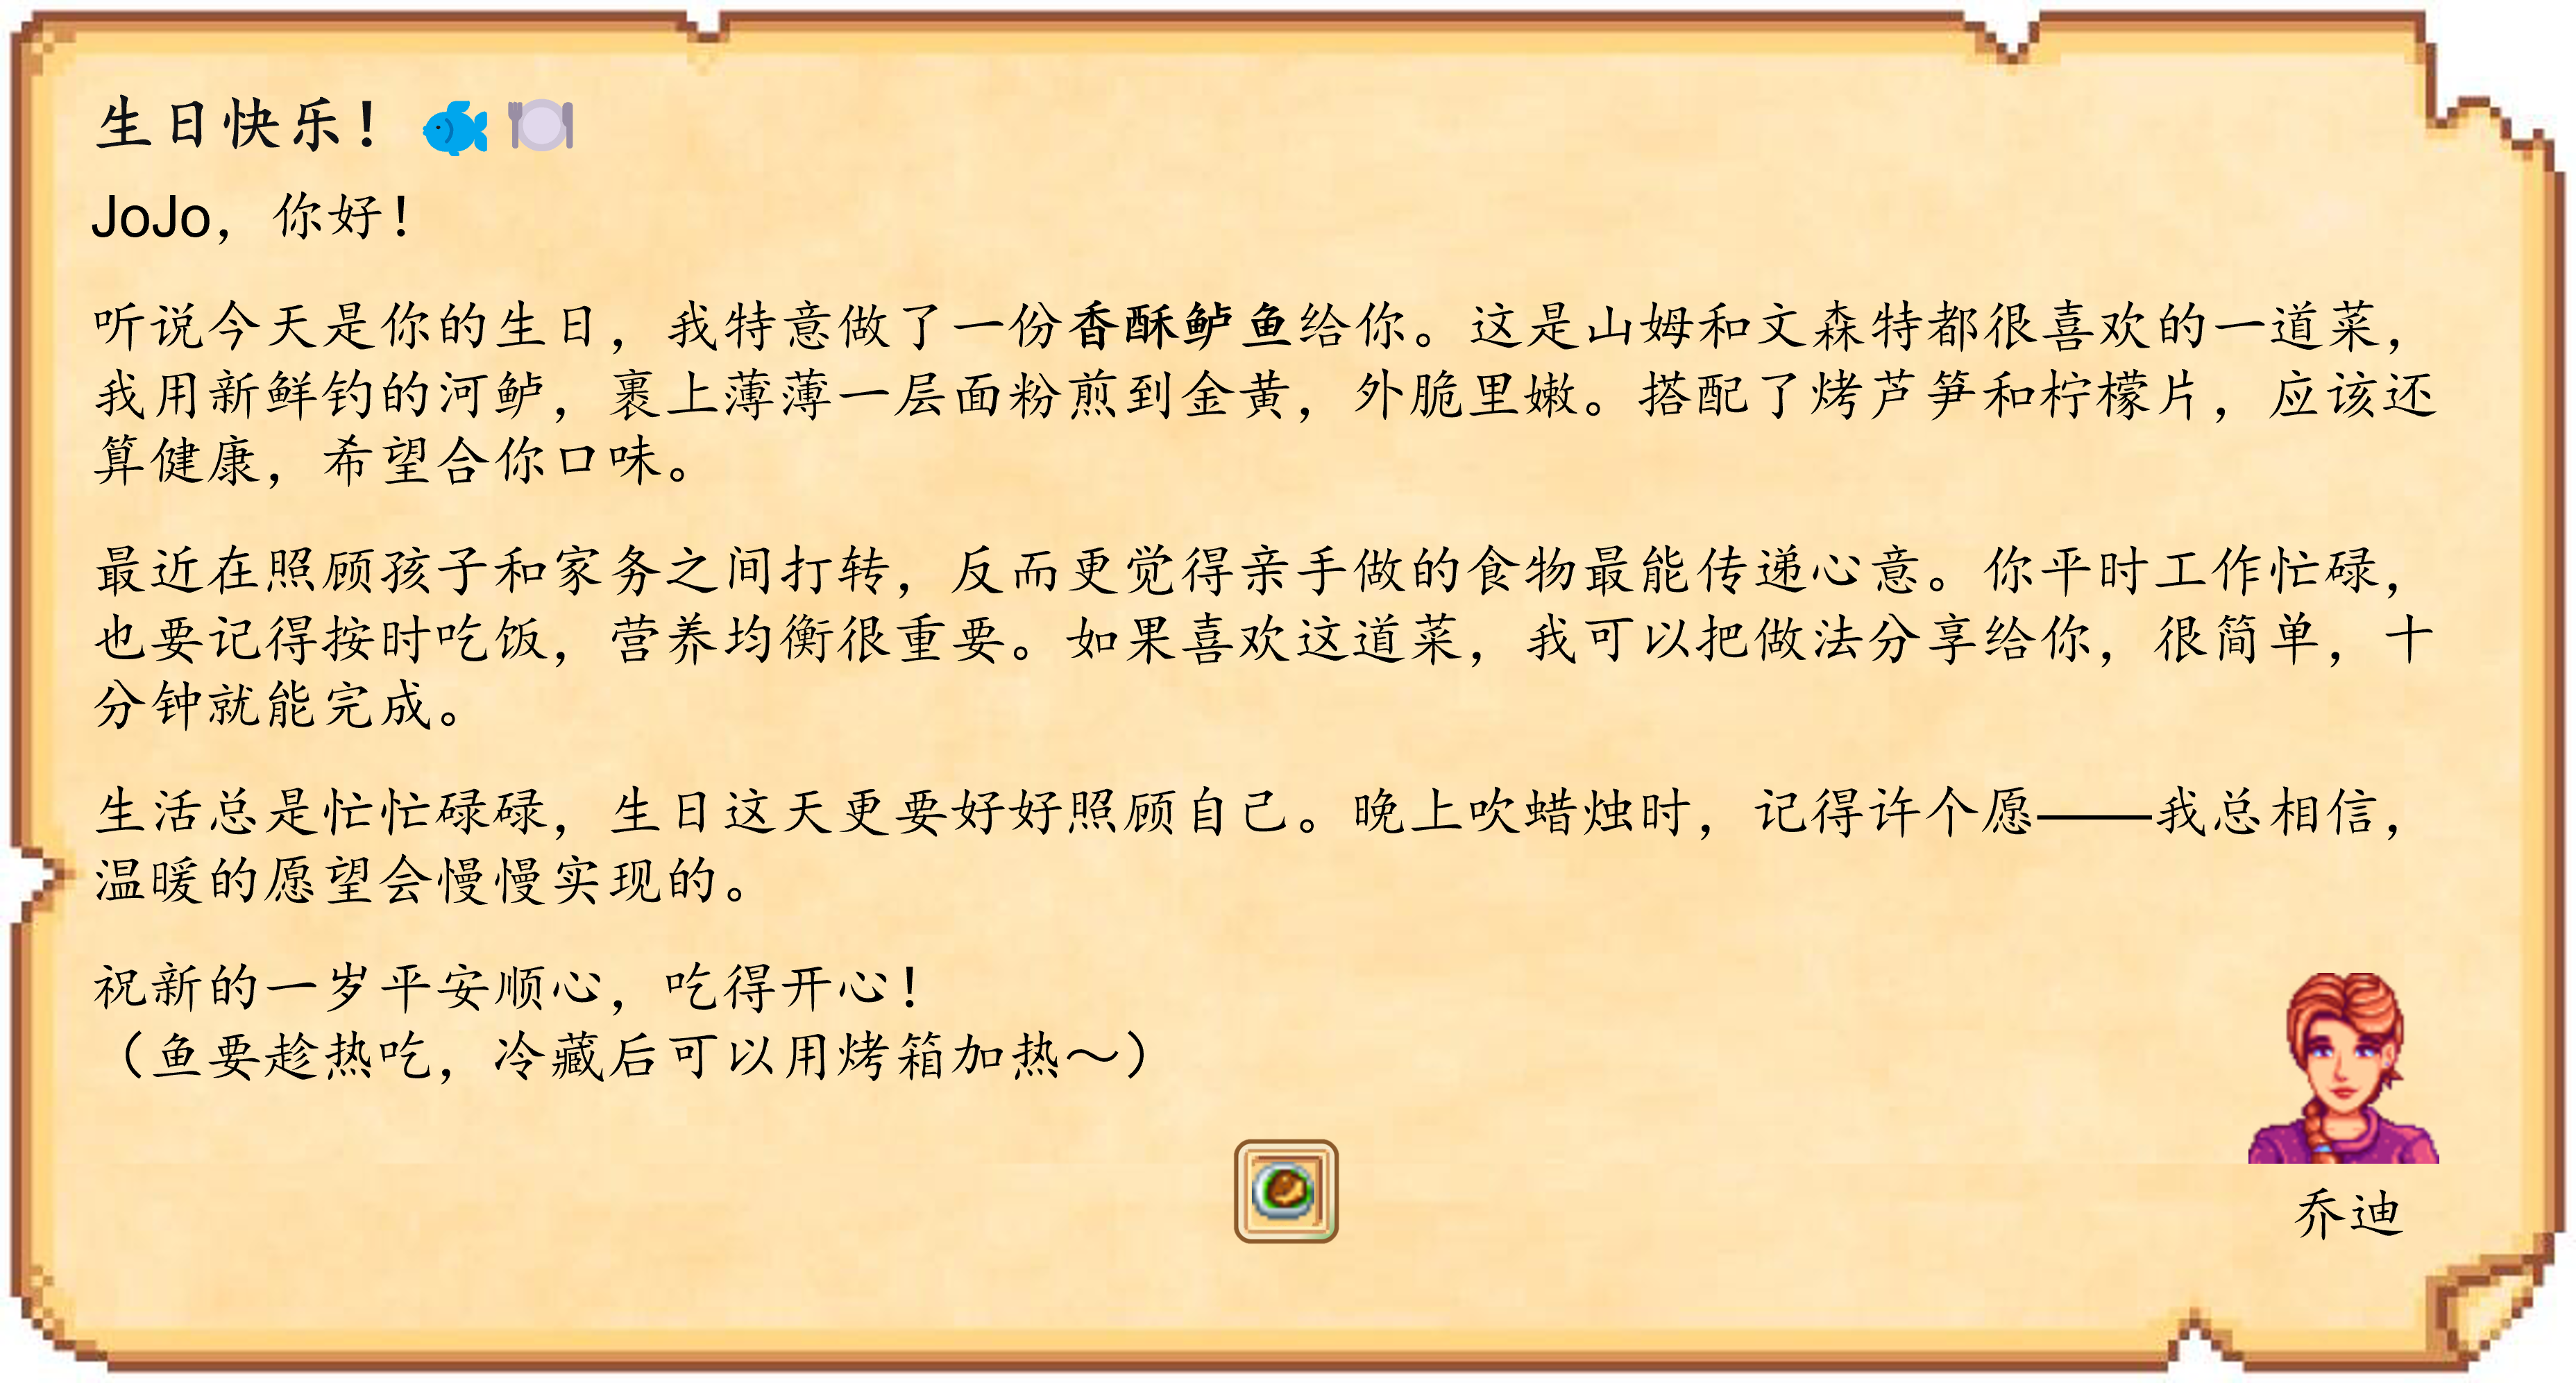 生日快乐！🐟🍽️
JoJo，你好！
听说今天是你的生日，我特意做了一份香酥鲈鱼给你。这是山姆和文森特都很喜欢的一道菜，
我用新鲜钓的河鲈，裹上薄薄一层面粉煎到金黄，外脆里嫩。搭配了烤芦笋和柠檬片，应该还
算健康，希望合你口味。
最近在照顾孩子和家务之间打转，反而更觉得亲手做的食物最能传递心意。你平时工作忙碌，
也要记得按时吃饭，营养均衡很重要。如果喜欢这道菜，我可以把做法分享给你，很简单，十
分钟就能完成。
生活总是忙忙碌碌，生日这天更要好好照顾自己。晚上吹蜡烛时，记得许个愿——我总相信，
温暖的愿望会慢慢实现的。
祝新的一岁平安顺心，吃得开心！
（鱼要趁热吃，冷藏后可以用烤箱加热～）
乔迪